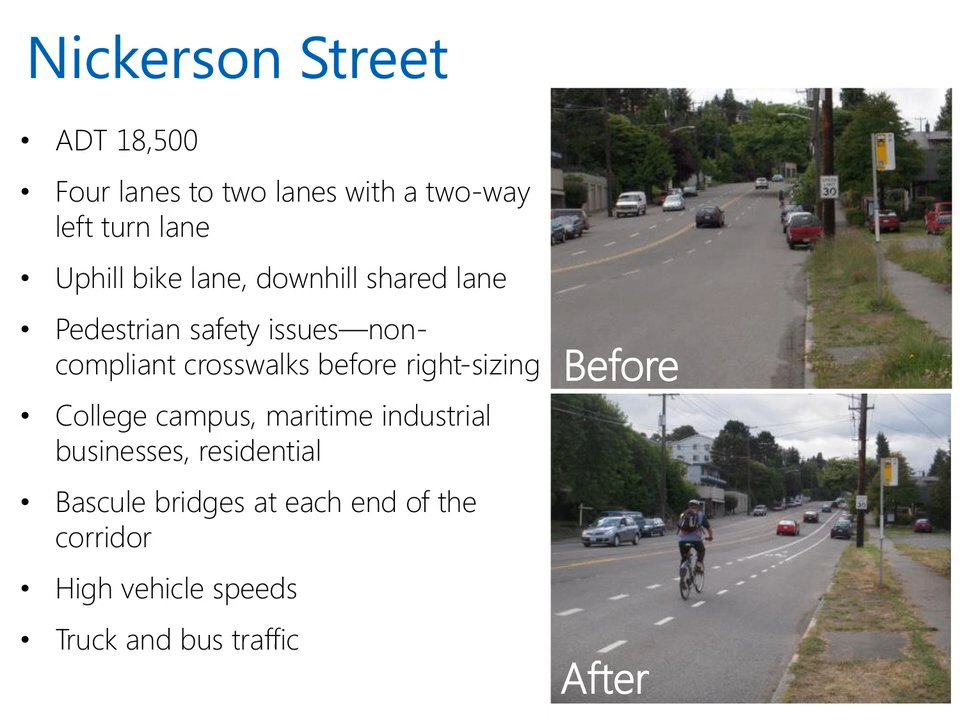 Nickerson Street
• ADT 18,500
• Four lanes to two lanes with a two-way
left turn lane
• Uphill bike lane, downhill shared lane
• Pedestrian safety issues—non-
compliant crosswalks before right-sizing
• College campus, maritime industrial
businesses, residential
• Bascule bridges at each end of the
corridor
• High vehicle speeds
• Truck and bus traffic
30
Before
30
After